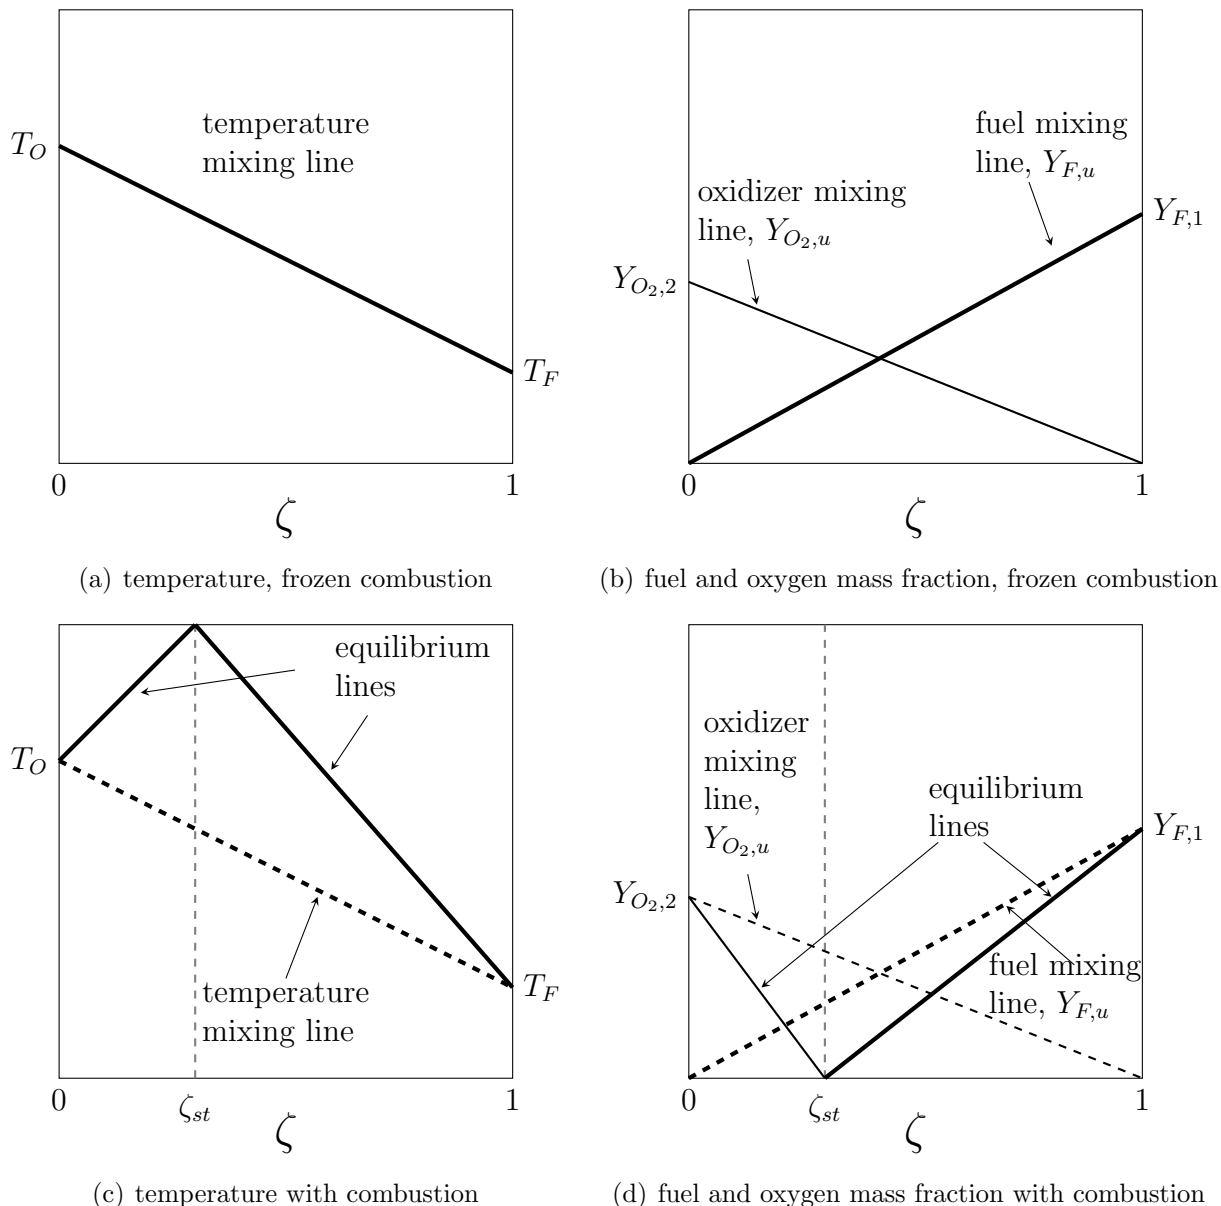 temperature
mixing line
T_O
T_F
0
1
ζ
(a) temperature, frozen combustion
fuel mixing
line, Y_{F,u}
oxidizer mixing
line, Y_{O_2,u}
Y_{F,1}
Y_{O_2,2}
0
1
ζ
(b) fuel and oxygen mass fraction, frozen combustion
equilibrium
lines
T_O
T_F
temperature
mixing line
0
ζ_{st}
1
ζ
(c) temperature with combustion
oxidizer
mixing
line,
Y_{O_2,u}
equilibrium
lines
Y_{F,1}
Y_{O_2,2}
fuel mixing
line, Y_{F,u}
0
ζ_{st}
1
ζ
(d) fuel and oxygen mass fraction with combustion